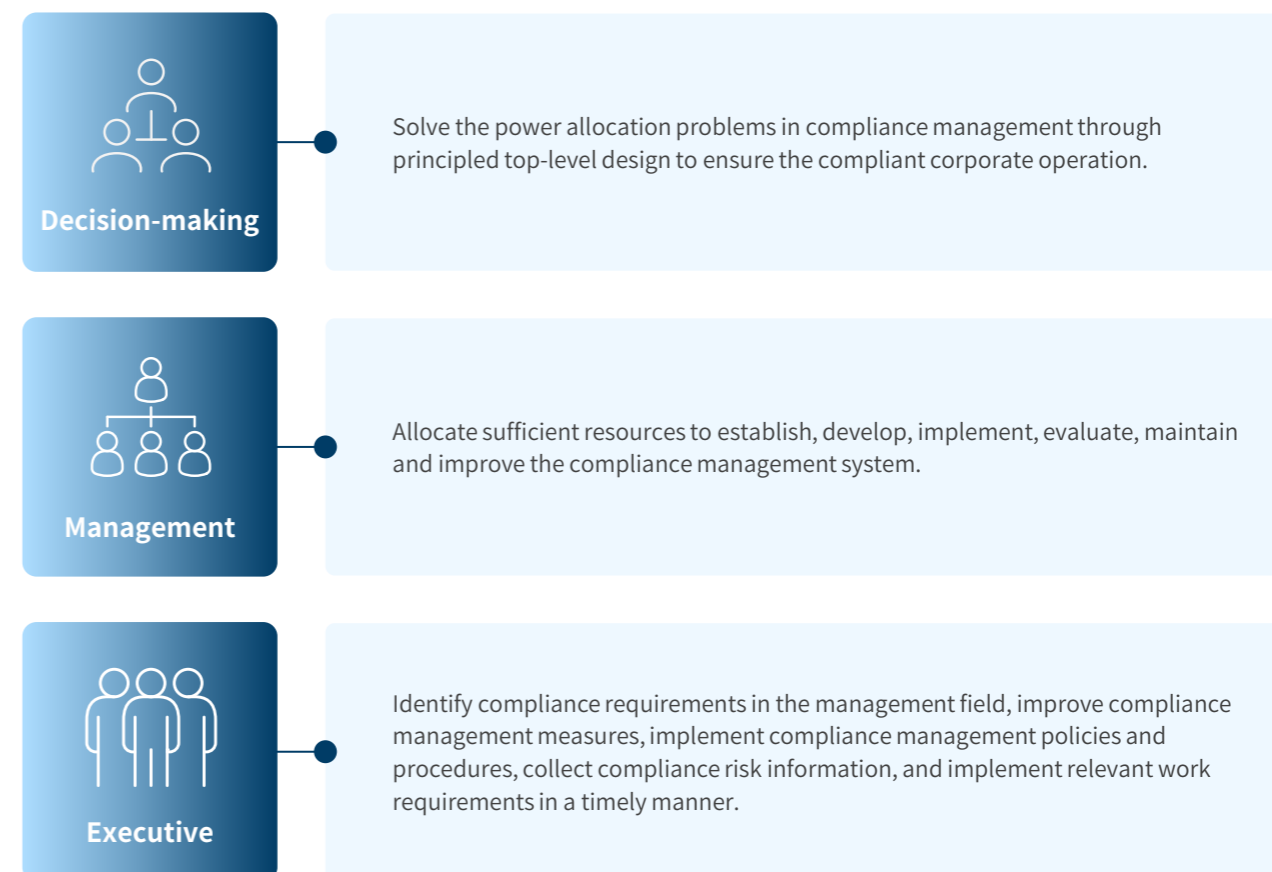 Decision-making
Solve the power allocation problems in compliance management through
principled top-level design to ensure the compliant corporate operation.
Management
Allocate sufficient resources to establish, develop, implement, evaluate, maintain
and improve the compliance management system.
Executive
Identify compliance requirements in the management field, improve compliance
management measures, implement compliance management policies and
procedures, collect compliance risk information, and implement relevant work
requirements in a timely manner.